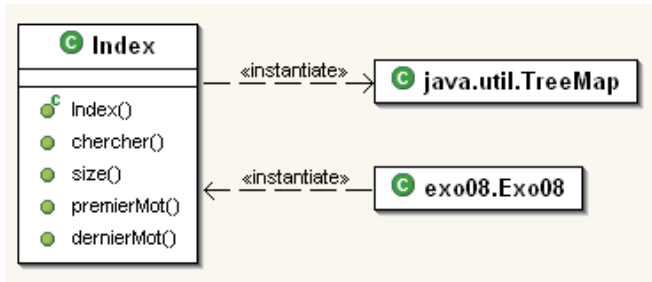 C Index
«instantiate»
C java.util.TreeMap
C Index()
chercher()
size()
«instantiate»
premierMot()
C exo08.Exo08
dernierMot()